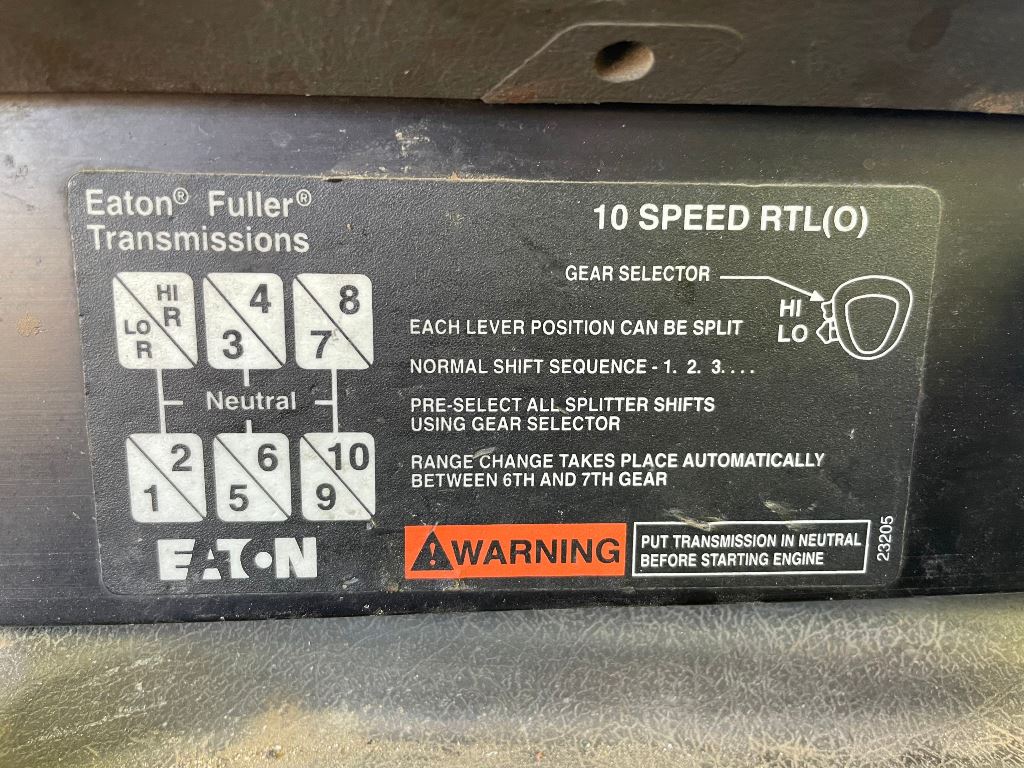 Eaton® Fuller®
Transmissions
10 SPEED RTL(O)
GEAR SELECTOR
HI
LO
HI
R
LO
R
4
3
8
7
Neutral
2
1
6
5
10
9
EATON
EACH LEVER POSITION CAN BE SPLIT
NORMAL SHIFT SEQUENCE - 1. 2. 3. . . .
PRE-SELECT ALL SPLITTER SHIFTS
USING GEAR SELECTOR
RANGE CHANGE TAKES PLACE AUTOMATICALLY
BETWEEN 6TH AND 7TH GEAR
WARNING
PUT TRANSMISSION IN NEUTRAL
BEFORE STARTING ENGINE
23205